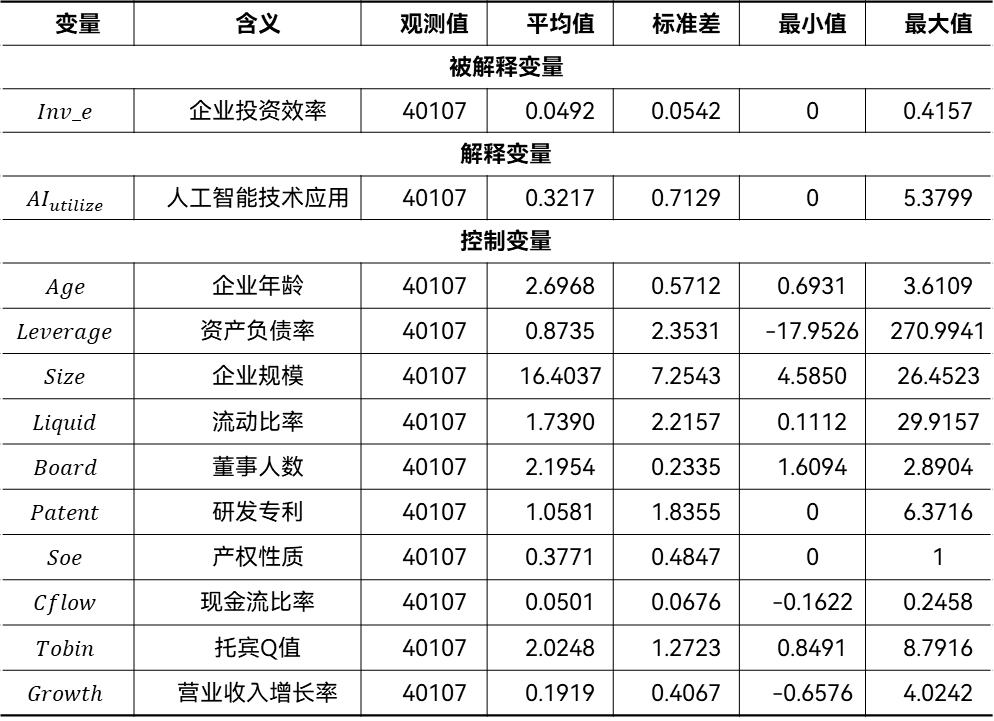 变量 含义 观测值 平均值 标准差 最小值 最大值
被解释变量
Inv_e 企业投资效率 40107 0.0492 0.0542 0 0.4157
解释变量
AIutilize 人工智能技术应用 40107 0.3217 0.7129 0 5.3799
控制变量
Age 企业年龄 40107 2.6968 0.5712 0.6931 3.6109
Leverage 资产负债率 40107 0.8735 2.3531 -17.9526 270.9941
Size 企业规模 40107 16.4037 7.2543 4.5850 26.4523
Liquid 流动比率 40107 1.7390 2.2157 0.1112 29.9157
Board 董事人数 40107 2.1954 0.2335 1.6094 2.8904
Patent 研发专利 40107 1.0581 1.8355 0 6.3716
Soe 产权性质 40107 0.3771 0.4847 0 1
Cflow 现金流比率 40107 0.0501 0.0676 -0.1622 0.2458
Tobin 托宾Q值 40107 2.0248 1.2723 0.8491 8.7916
Growth 营业收入增长率 40107 0.1919 0.4067 -0.6576 4.0242